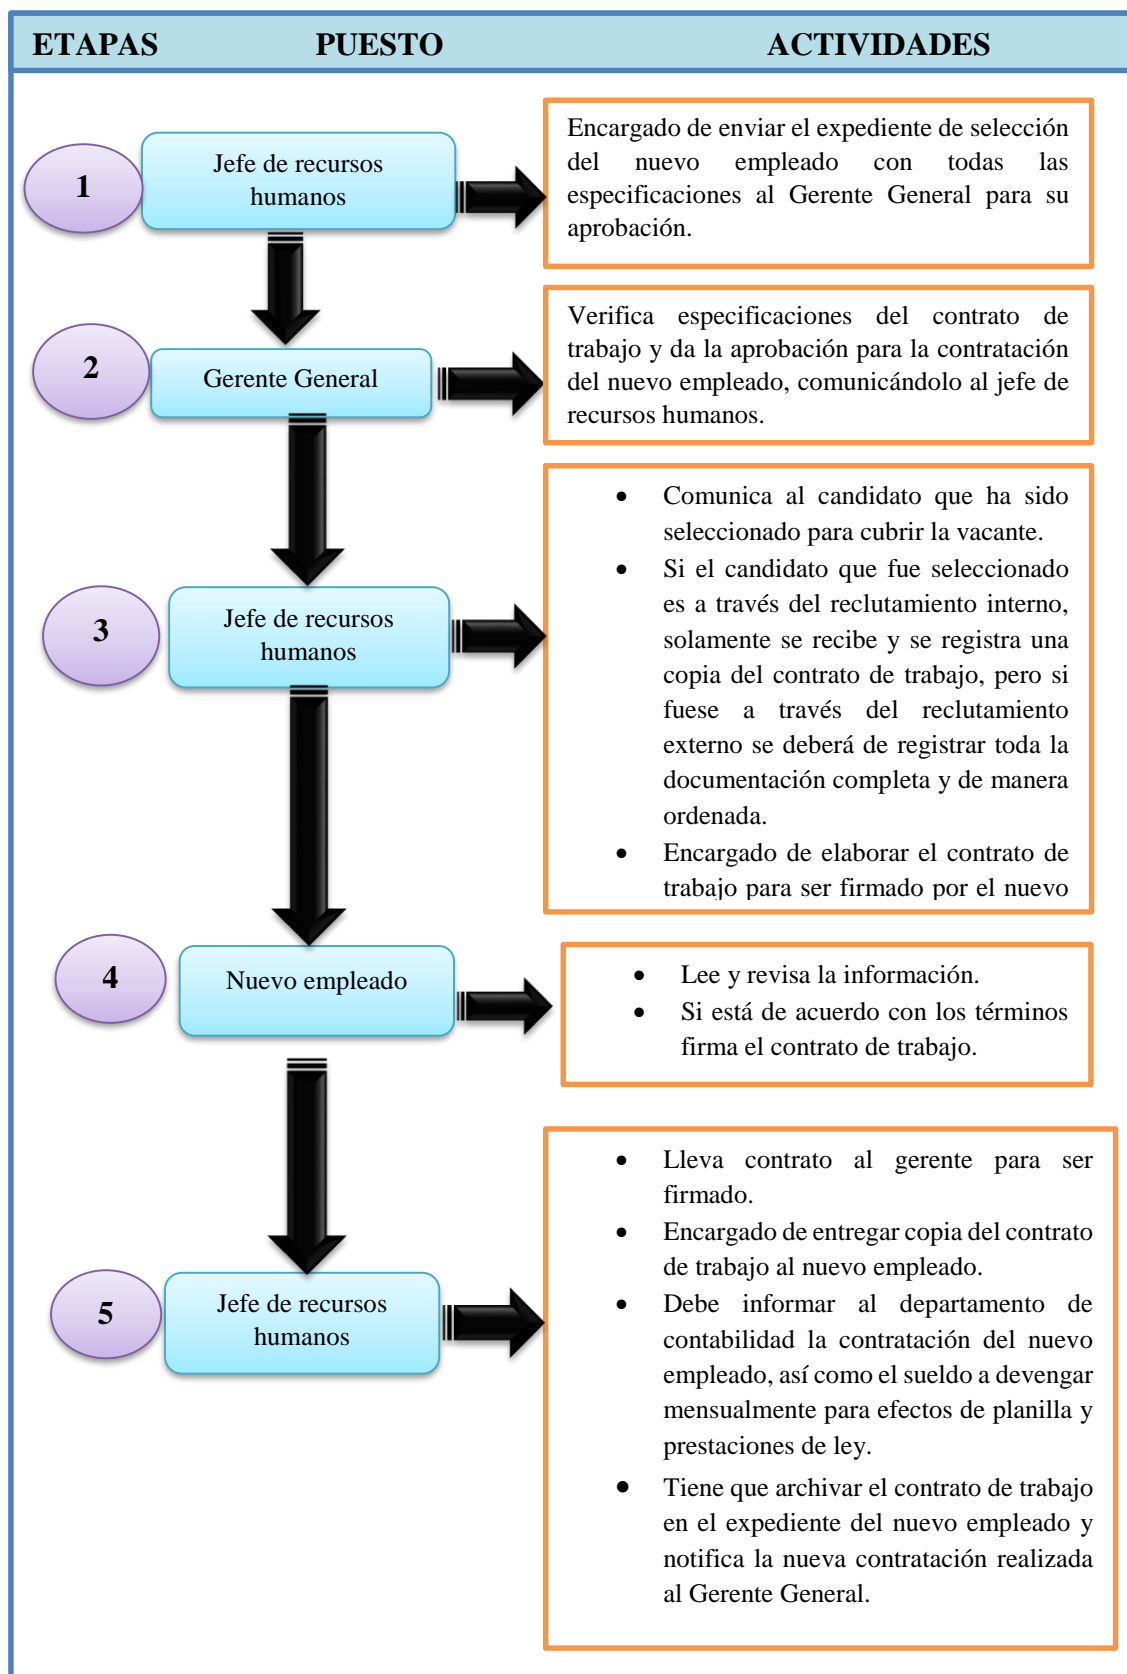 ETAPAS PUESTO ACTIVIDADES
1
Jefe de recursos
humanos
Encargado de enviar el expediente de selección
del nuevo empleado con todas las
especificaciones al Gerente General para su
aprobación.
2
Gerente General
Verifica especificaciones del contrato de
trabajo y da la aprobación para la contratación
del nuevo empleado, comunicándolo al jefe de
recursos humanos.
3
Jefe de recursos
humanos
• Comunica al candidato que ha sido
seleccionado para cubrir la vacante.
• Si el candidato que fue seleccionado
es a través del reclutamiento interno,
solamente se recibe y se registra una
copia del contrato de trabajo, pero si
fuese a través del reclutamiento
externo se deberá de registrar toda la
documentación completa y de manera
ordenada.
• Encargado de elaborar el contrato de
trabajo para ser firmado por el nuevo
4
Nuevo empleado
• Lee y revisa la información.
• Si está de acuerdo con los términos
firma el contrato de trabajo.
5
Jefe de recursos
humanos
• Lleva contrato al gerente para ser
firmado.
• Encargado de entregar copia del contrato
de trabajo al nuevo empleado.
• Debe informar al departamento de
contabilidad la contratación del nuevo
empleado, así como el sueldo a devengar
mensualmente para efectos de planilla y
prestaciones de ley.
• Tiene que archivar el contrato de trabajo
en el expediente del nuevo empleado y
notifica la nueva contratación realizada
al Gerente General.